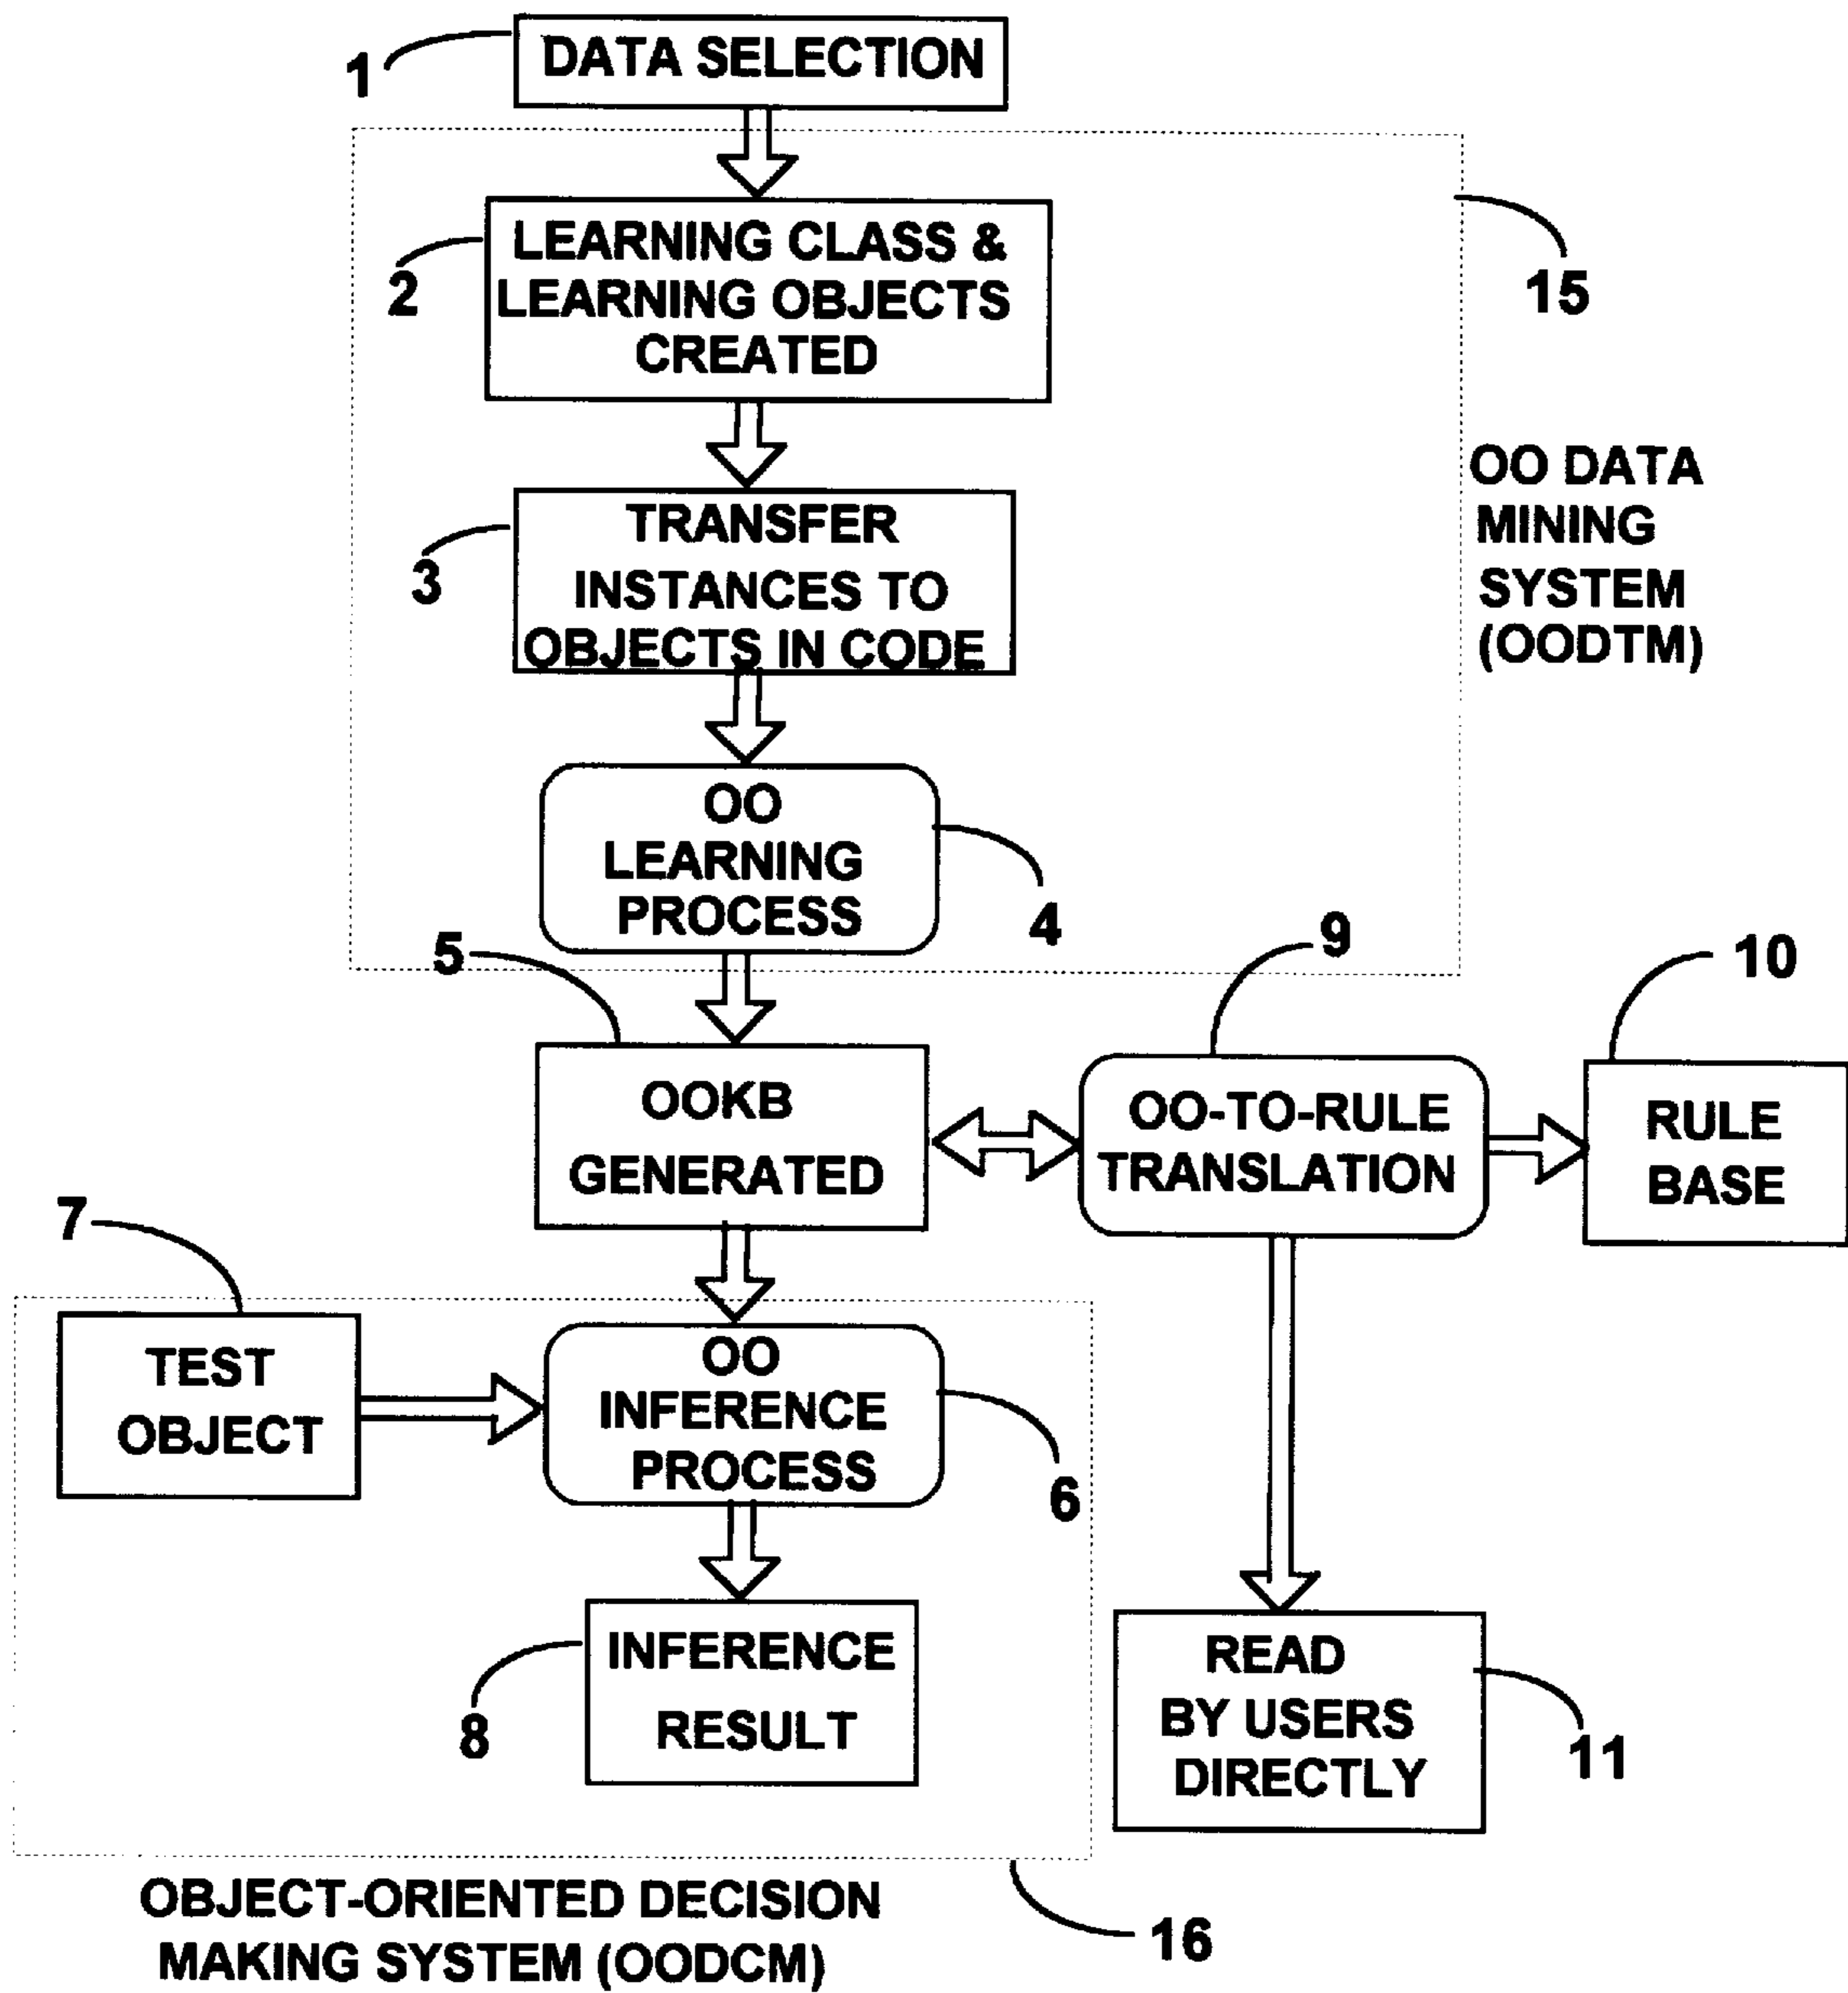 1
DATA SELECTION
2
LEARNING CLASS &
LEARNING OBJECTS
CREATED
15
3
TRANSFER
INSTANCES TO
OBJECTS IN CODE
OO DATA
MINING
SYSTEM
(OODTM)
OO
LEARNING
PROCESS
4
5
OOKB
GENERATED
9
OO-TO-RULE
TRANSLATION
10
RULE
BASE
7
TEST
OBJECT
OO
INFERENCE
PROCESS
6
8
INFERENCE
RESULT
READ
BY USERS
DIRECTLY
11
OBJECT-ORIENTED DECISION
MAKING SYSTEM (OODCM)
16